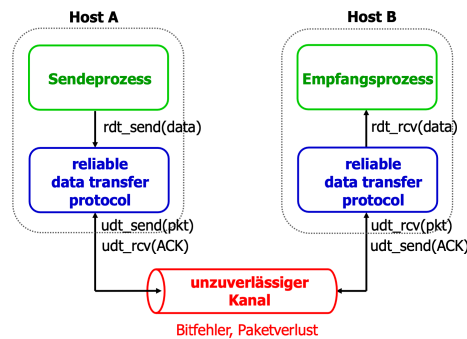 Host A
Host B
Sendeprozess
Empfangsprozess
rdt_send(data)
rdt_rcv(data)
reliable
data transfer
protocol
reliable
data transfer
protocol
udt_send(pkt)
udt_rcv(ACK)
udt_rcv(pkt)
udt_send(ACK)
unzuverlässiger
Kanal
Bitfehler, Paketverlust